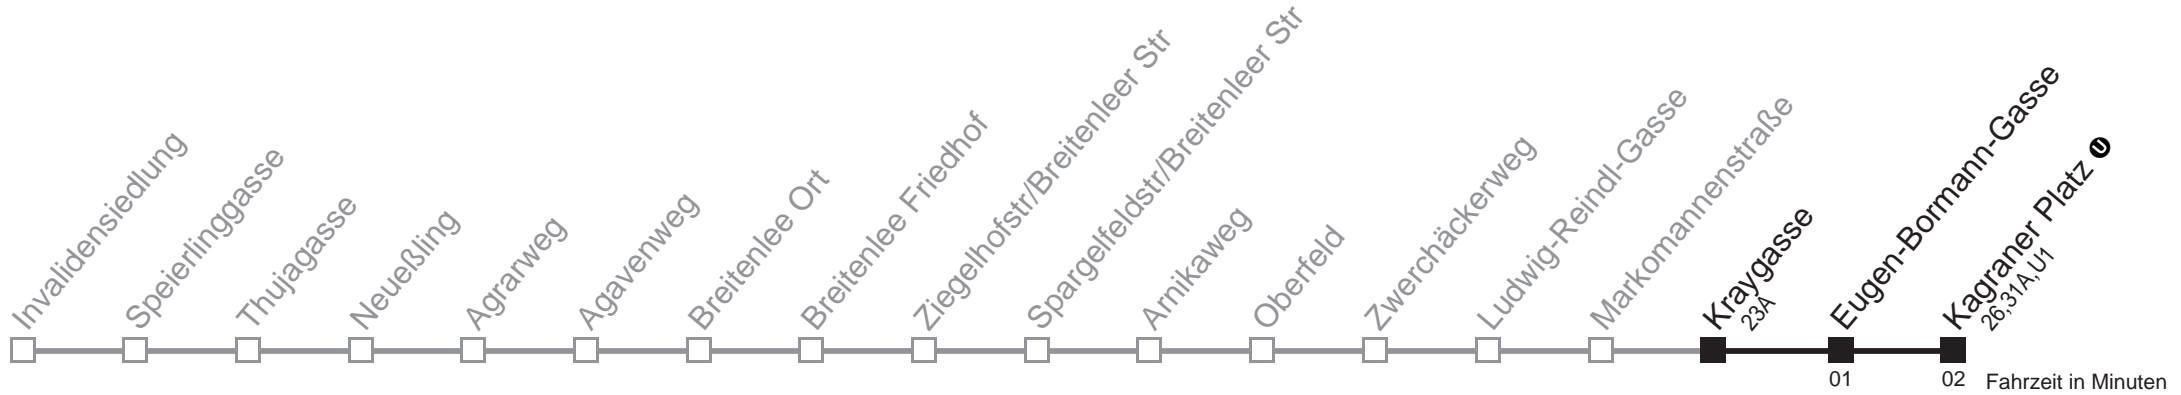 Invalidensiedlung
Speierlinggasse
Thujagasse
Neueßling
Agrarweg
Agavenweg
Breitenlee Ort
Breitenlee Friedhof
Ziegelhofstr/Breitenleer Str
Spargelfeldstr/Breitenleer Str
Arnikaweg
Oberfeld
Zwerchäckerweg
Ludwig-Reindl-Gasse
Markomannenstraße
Kraygasse
23A
Eugen-Bormann-Gasse
Kagraner Platz U
26,31A,U1
01
02
Fahrzeit in Minuten